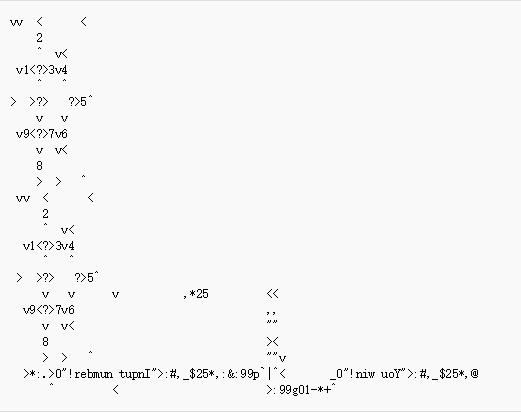 vv  <      <
    2
    ^  v<
 v1<?>3v4
    ^   ^
>  >?>   ?>5^
    v   v
 v9<?>7v6
    v  v<
    8
    >  >   ^
 vv  <      <
     2
     ^  v<
  v1<?>3v4
     ^   ^
 >  >?>   ?>5^
     v   v      v          ,*25         <<
  v9<?>7v6                              ,,
     v  v<                              ""
     8                                  ><
     >  >   ^                           ""v
  >*:.>0"!rebmun tupnI">:#,_$25*,:&:99p^|^<       _0"!niw uoY">:#,_$25*,@
      ^         <                       >:99g01-*+^